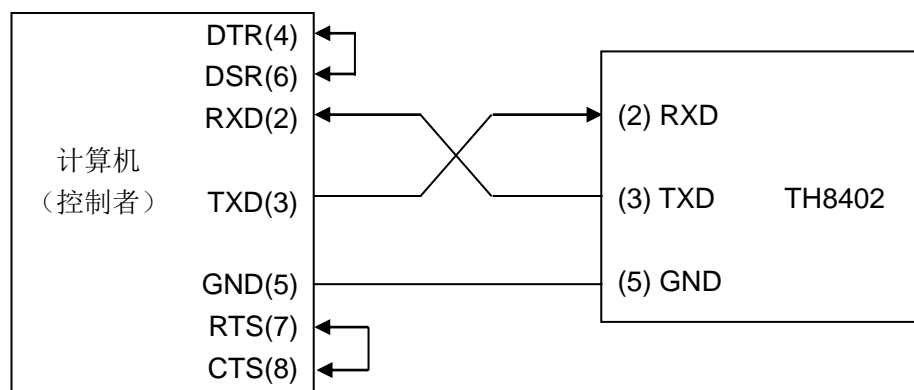 DTR(4)
DSR(6)
RXD(2)
计算机
（控制者）
TXD(3)
GND(5)
RTS(7)
CTS(8)
(2) RXD
(3) TXD
TH8402
(5) GND